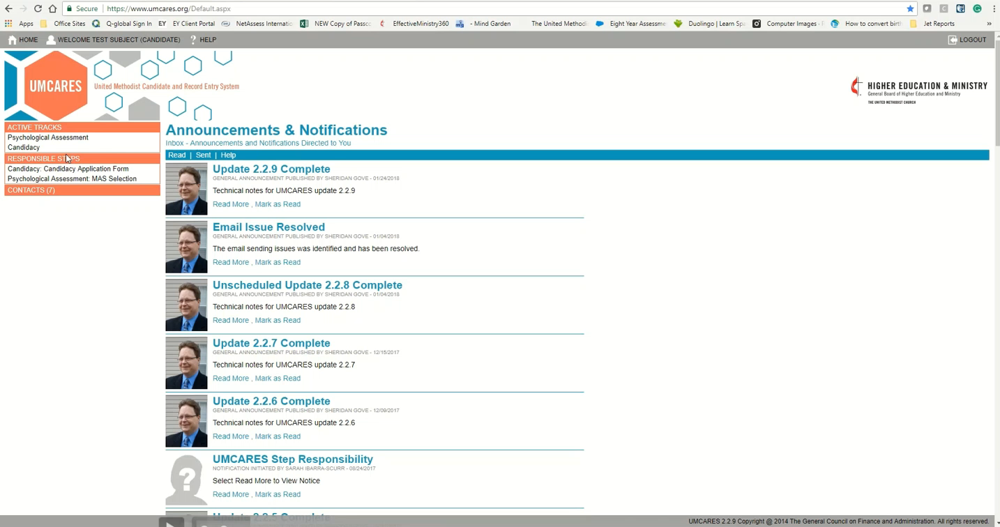 Secure | https://www.umcares.org/Default.aspx
Apps Office Sites Q-global Sign In EY EY Client Portal NetAssess Internatio NEW Copy of Passco EffectiveMinistry360 - Mind Garden The United Methodi Eight Year Assessme Duolingo | Learn Spa Computer Images - T How to convert birth Jet Reports »
HOME WELCOME TEST SUBJECT (CANDIDATE) ? HELP LOGOUT
UMCARES United Methodist Candidate and Record Entry System
HIGHER EDUCATION & MINISTRY
General Board of Higher Education and Ministry
THE UNITED METHODIST CHURCH
ACTIVE TRACKS
Psychological Assessment
Candidacy
RESPONSIBLE STEPS
Candidacy: Candidacy Application Form
Psychological Assessment: MAS Selection
CONTACTS (7)
Announcements & Notifications
Inbox - Announcements and Notifications Directed to You
Read | Sent | Help
Update 2.2.9 Complete
GENERAL ANNOUNCEMENT PUBLISHED BY SHERIDAN GOVE - 01/24/2018
Technical notes for UMCARES update 2.2.9
Read More , Mark as Read
Email Issue Resolved
GENERAL ANNOUNCEMENT PUBLISHED BY SHERIDAN GOVE - 01/04/2018
The email sending issues was identified and has been resolved.
Read More , Mark as Read
Unscheduled Update 2.2.8 Complete
GENERAL ANNOUNCEMENT PUBLISHED BY SHERIDAN GOVE - 01/04/2018
Technical notes for UMCARES update 2.2.8
Read More , Mark as Read
Update 2.2.7 Complete
GENERAL ANNOUNCEMENT PUBLISHED BY SHERIDAN GOVE - 12/15/2017
Technical notes for UMCARES update 2.2.7
Read More , Mark as Read
Update 2.2.6 Complete
GENERAL ANNOUNCEMENT PUBLISHED BY SHERIDAN GOVE - 12/09/2017
Technical notes for UMCARES update 2.2.6
Read More , Mark as Read
UMCARES Step Responsibility
NOTIFICATION INITIATED BY SARAH IBARRA-SCURR - 08/24/2017
Select Read More to View Notice
Read More , Mark as Read
Update 2.2.5 Complete
UMCARES 2.2.9 Copyright @ 2014 The General Council on Finance and Administration. All rights reserved.